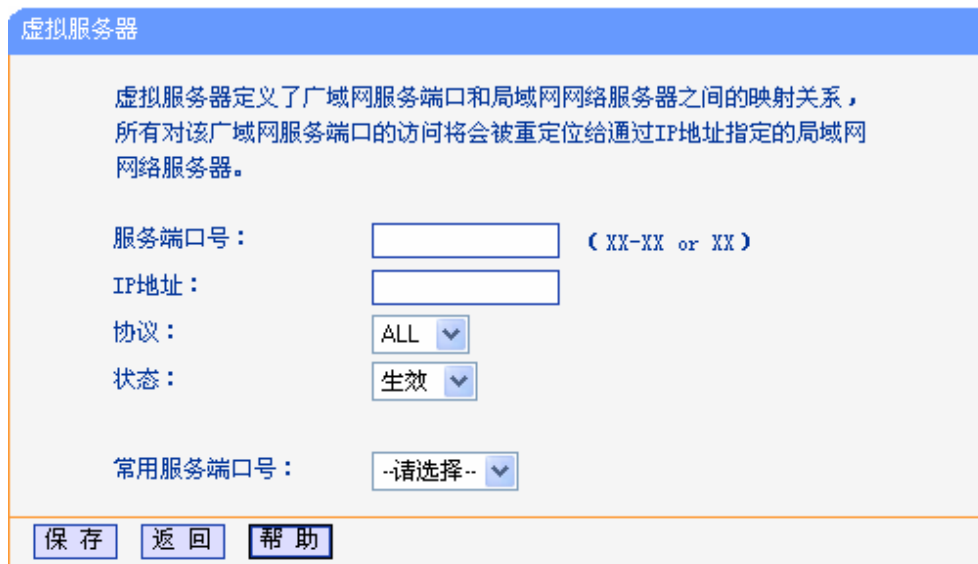 虚拟服务器
虚拟服务器定义了广域网服务端口和局域网网络服务器之间的映射关系，
所有对该广域网服务端口的访问将会被重定位给通过IP地址指定的局域网
网络服务器。
服务端口号： （XX-XX or XX）
IP地址：
协议： ALL
状态： 生效
常用服务端口号： --请选择--
保 存 返 回 帮 助